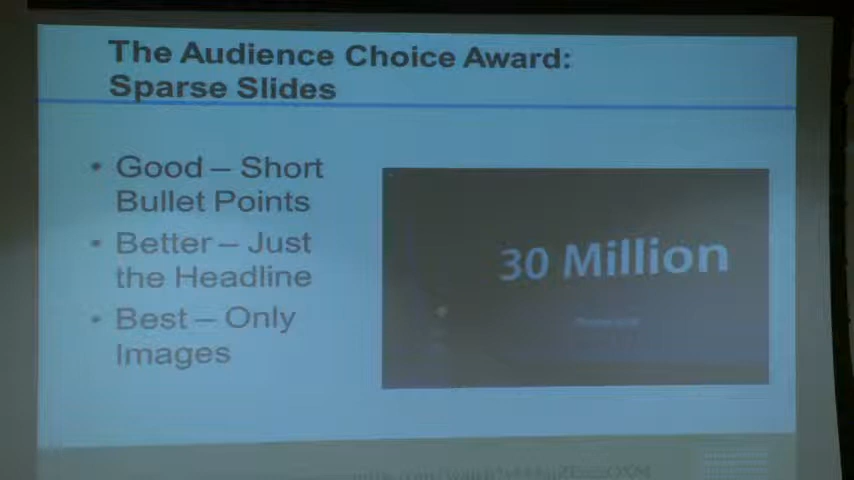 The Audience Choice Award:
Sparse Slides
• Good – Short
Bullet Points
• Better – Just
the Headline
• Best – Only
Images
30 Million